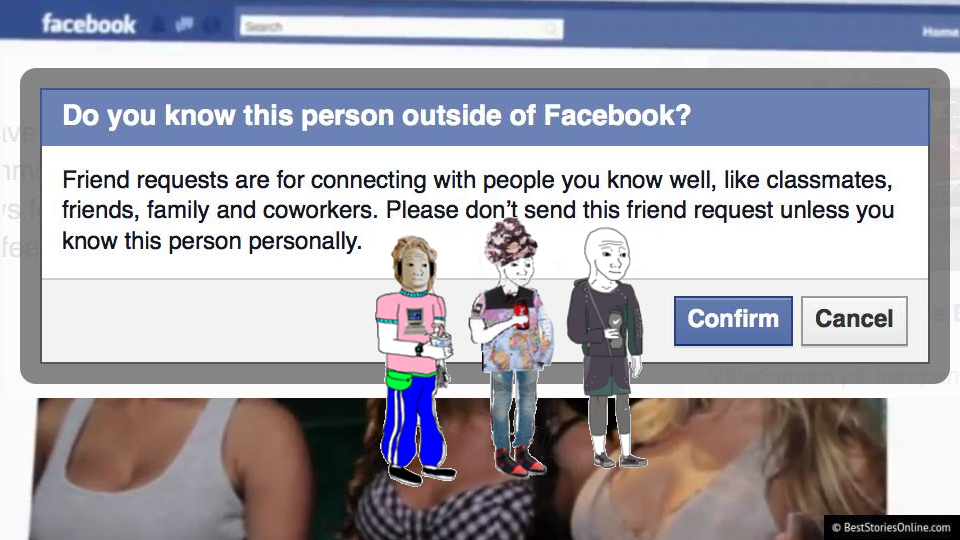 facebook
Search
Home
Do you know this person outside of Facebook?
Friend requests are for connecting with people you know well, like classmates,
friends, family and coworkers. Please don't send this friend request unless you
know this person personally.
Confirm
Cancel
© BestStoriesOnline.com